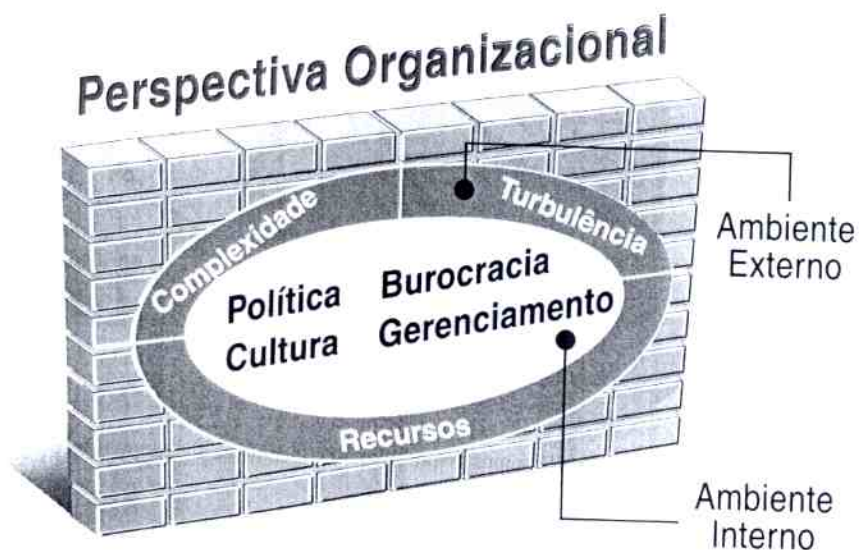 Perspectiva Organizacional
Complexidade
Turbulência
Ambiente
Externo
Política Burocracia
Cultura Gerenciamento
Recursos
Ambiente
Interno